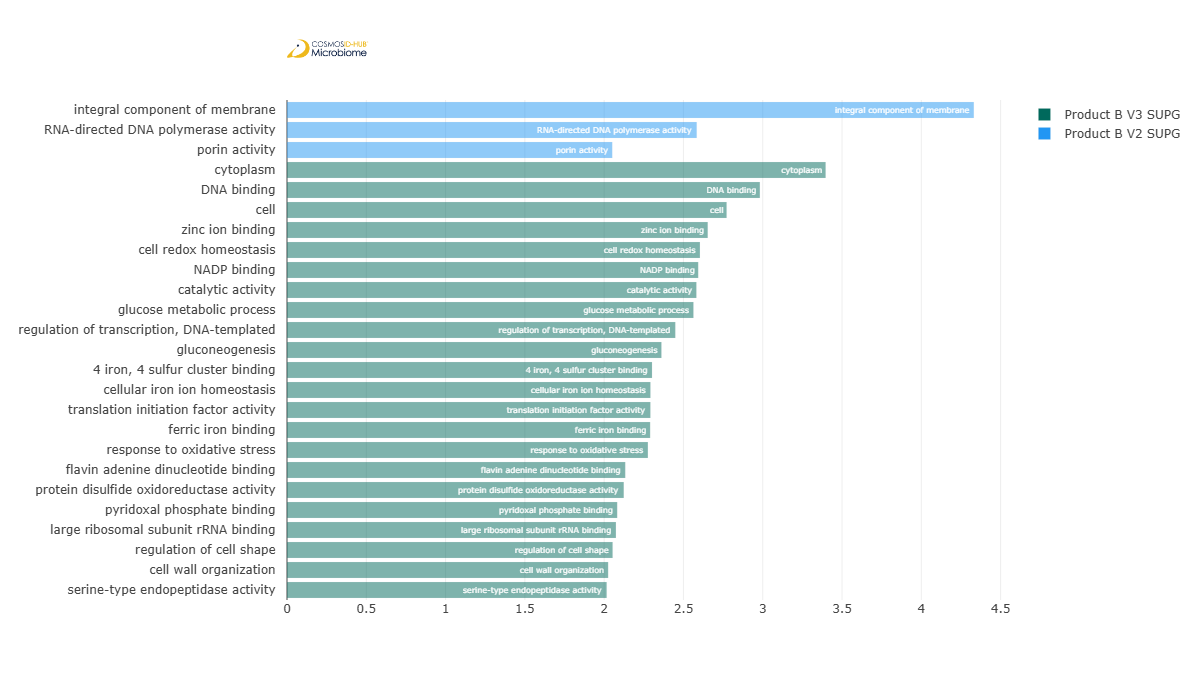 COSMOSID-HUB
Microbiome
integral component of membrane integral component of membrane
RNA-directed DNA polymerase activity RNA-directed DNA polymerase activity
porin activity porin activity
cytoplasm cytoplasm
DNA binding DNA binding
cell cell
zinc ion binding zinc ion binding
cell redox homeostasis cell redox homeostasis
NADP binding NADP binding
catalytic activity catalytic activity
glucose metabolic process glucose metabolic process
regulation of transcription, DNA-templated regulation of transcription, DNA-templated
gluconeogenesis gluconeogenesis
4 iron, 4 sulfur cluster binding 4 iron, 4 sulfur cluster binding
cellular iron ion homeostasis cellular iron ion homeostasis
translation initiation factor activity translation initiation factor activity
ferric iron binding ferric iron binding
response to oxidative stress response to oxidative stress
flavin adenine dinucleotide binding flavin adenine dinucleotide binding
protein disulfide oxidoreductase activity protein disulfide oxidoreductase activity
pyridoxal phosphate binding pyridoxal phosphate binding
large ribosomal subunit rRNA binding large ribosomal subunit rRNA binding
regulation of cell shape regulation of cell shape
cell wall organization cell wall organization
serine-type endopeptidase activity serine-type endopeptidase activity
0 0.5 1 1.5 2 2.5 3 3.5 4 4.5
Product B V3 SUPG
Product B V2 SUPG